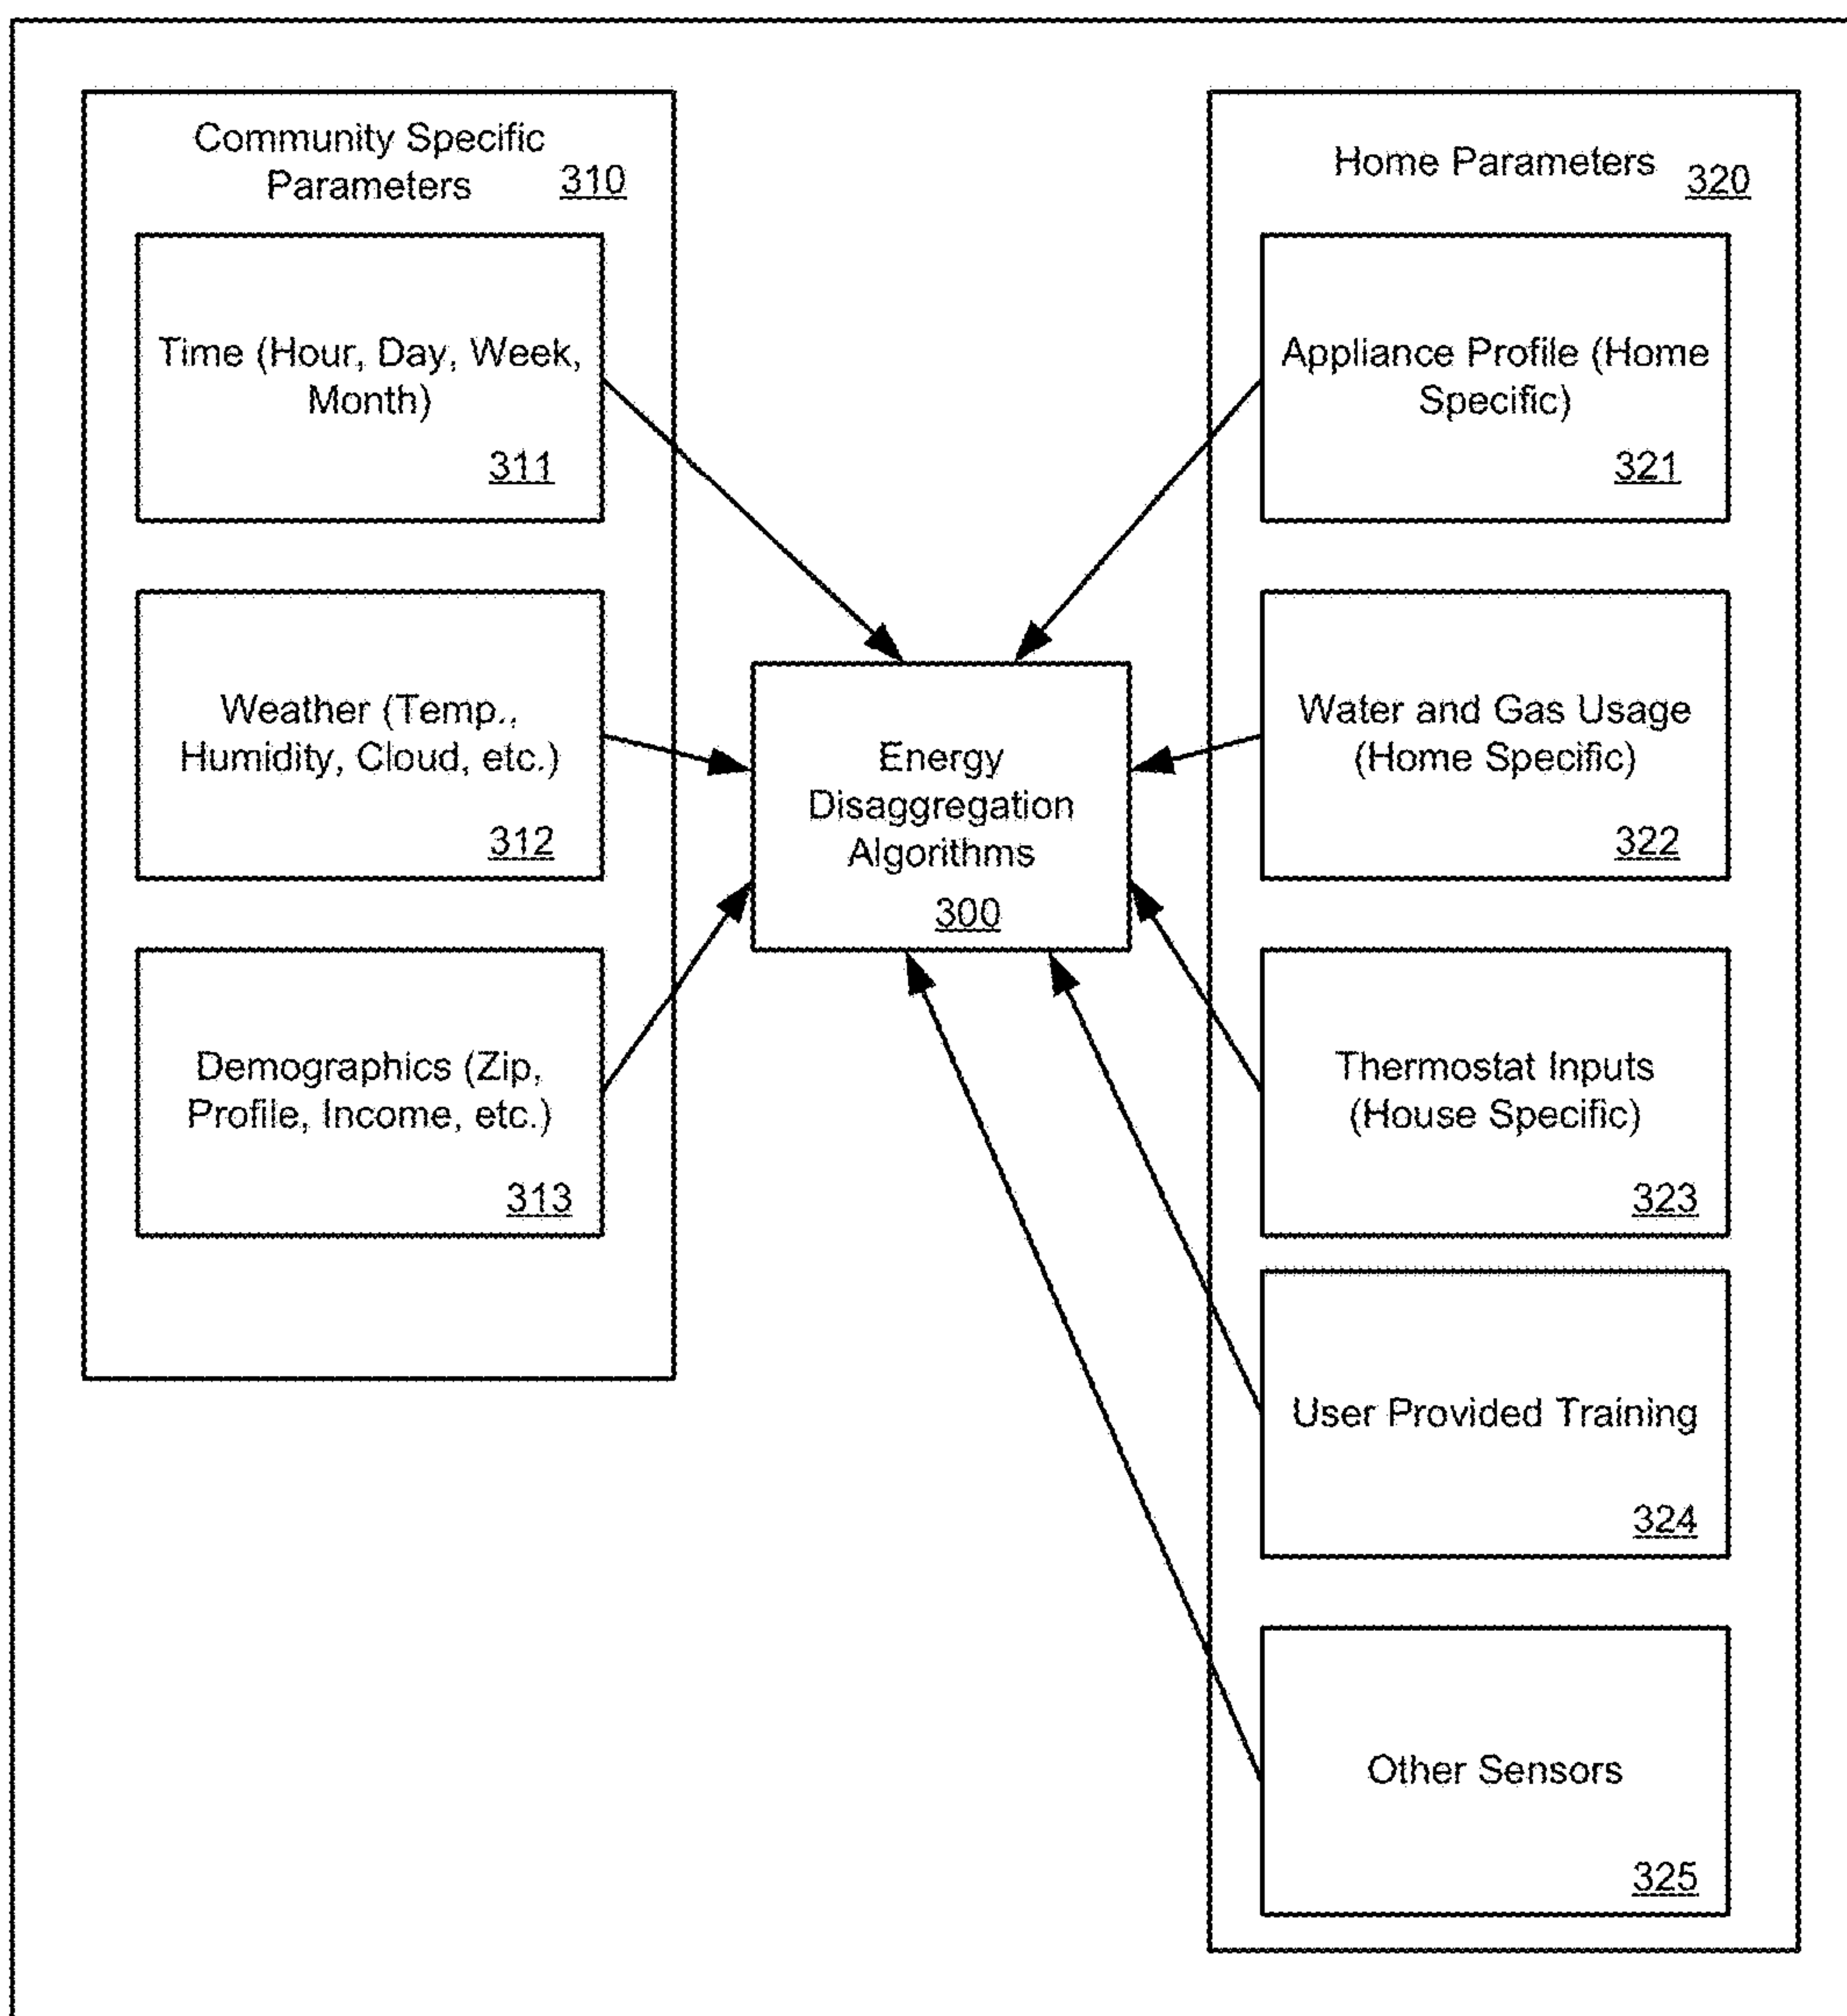 Community Specific
Parameters 310
Time (Hour, Day, Week,
Month)
311
Weather (Temp.,
Humidity, Cloud, etc.)
312
Demographics (Zip,
Profile, Income, etc.)
313
Energy
Disaggregation
Algorithms
300
Home Parameters 320
Appliance Profile (Home
Specific)
321
Water and Gas Usage
(Home Specific)
322
Thermostat Inputs
(House Specific)
323
User Provided Training
324
Other Sensors
325